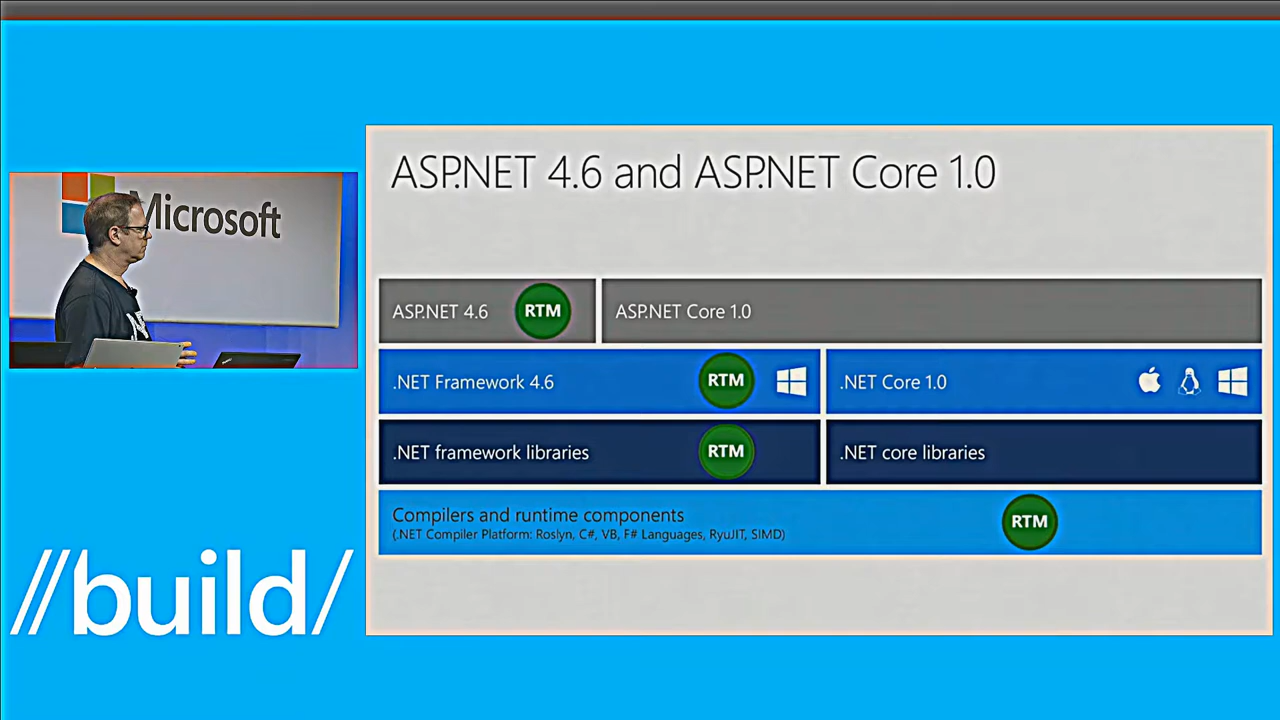 ASP.NET 4.6 and ASP.NET Core 1.0
Microsoft
ASP.NET 4.6 RTM ASP.NET Core 1.0
.NET Framework 4.6 RTM .NET Core 1.0
.NET framework libraries RTM .NET core libraries
Compilers and runtime components RTM
(.NET Compiler Platform: Roslyn, C#, VB, F# Languages, RyuJIT, SIMD)
//build/